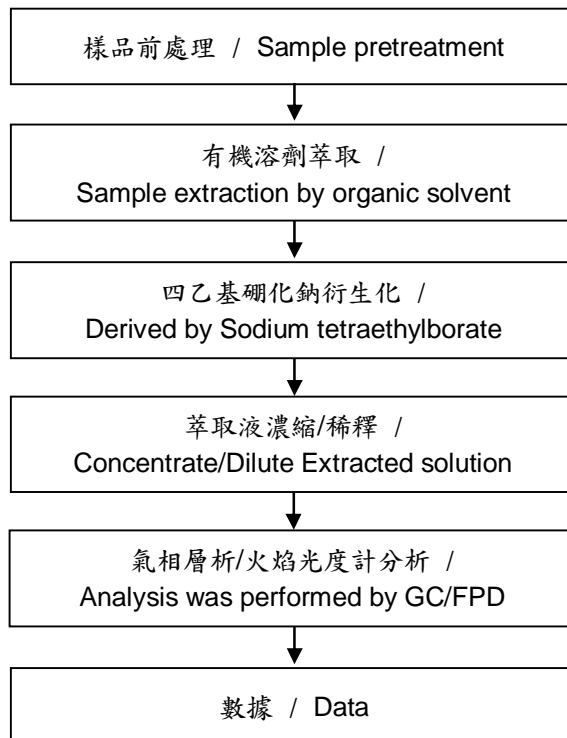 樣品前處理 / Sample pretreatment
有機溶劑萃取 /
Sample extraction by organic solvent
四乙基硼化鈉衍生化 /
Derived by Sodium tetraethylborate
萃取液濃縮/稀釋 /
Concentrate/Dilute Extracted solution
氣相層析/火焰光度計分析 /
Analysis was performed by GC/FPD
數據 / Data